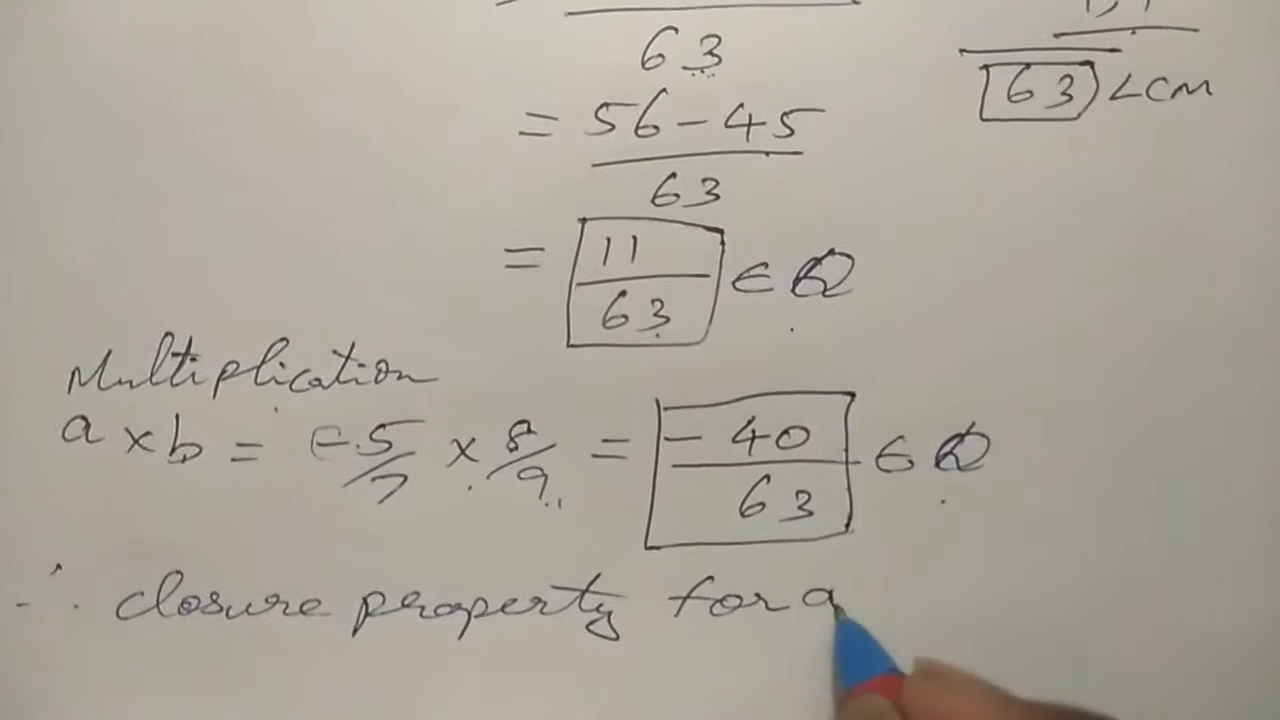 63
63 LCM
= 56 - 45
63
= 11
63 ∈ Q
Multiplication
a × b = -5/7 × 8/9 = -40/63 ∈ Q
∴ closure property for a